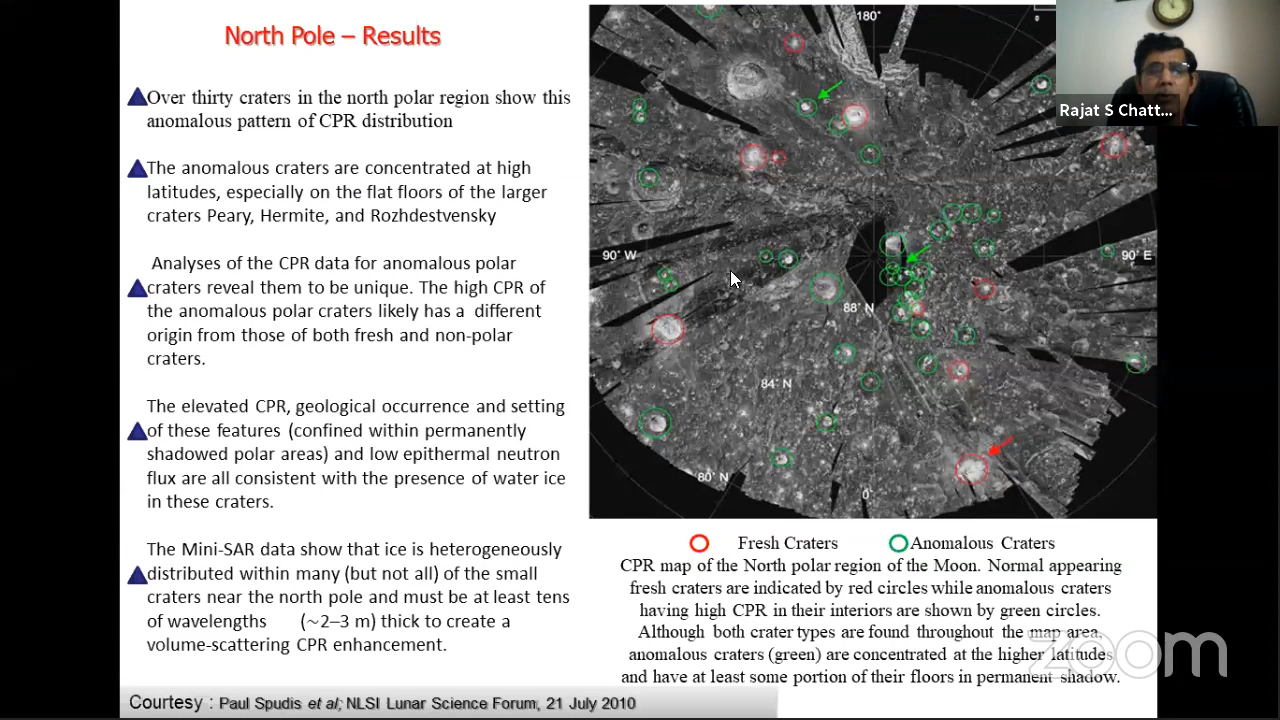 North Pole – Results
Over thirty craters in the north polar region show this
anomalous pattern of CPR distribution
The anomalous craters are concentrated at high
latitudes, especially on the flat floors of the larger
craters Peary, Hermite, and Rozhdestvensky
Analyses of the CPR data for anomalous polar
craters reveal them to be unique. The high CPR of
the anomalous polar craters likely has a different
origin from those of both fresh and non-polar
craters.
The elevated CPR, geological occurrence and setting
of these features (confined within permanently
shadowed polar areas) and low epithermal neutron
flux are all consistent with the presence of water ice
in these craters.
The Mini-SAR data show that ice is heterogeneously
distributed within many (but not all) of the small
craters near the north pole and must be at least tens
of wavelengths (~2–3 m) thick to create a
volume-scattering CPR enhancement.
Courtesy : Paul Spudis et al; NLSI Lunar Science Forum, 21 July 2010
180°
90° W
90° E
88° N
84° N
80° N
0°
Fresh Craters Anomalous Craters
CPR map of the North polar region of the Moon. Normal appearing
fresh craters are indicated by red circles while anomalous craters
having high CPR in their interiors are shown by green circles.
Although both crater types are found throughout the map area,
anomalous craters (green) are concentrated at the higher latitudes
and have at least some portion of their floors in permanent shadow.
Rajat S Chatt...
zoom